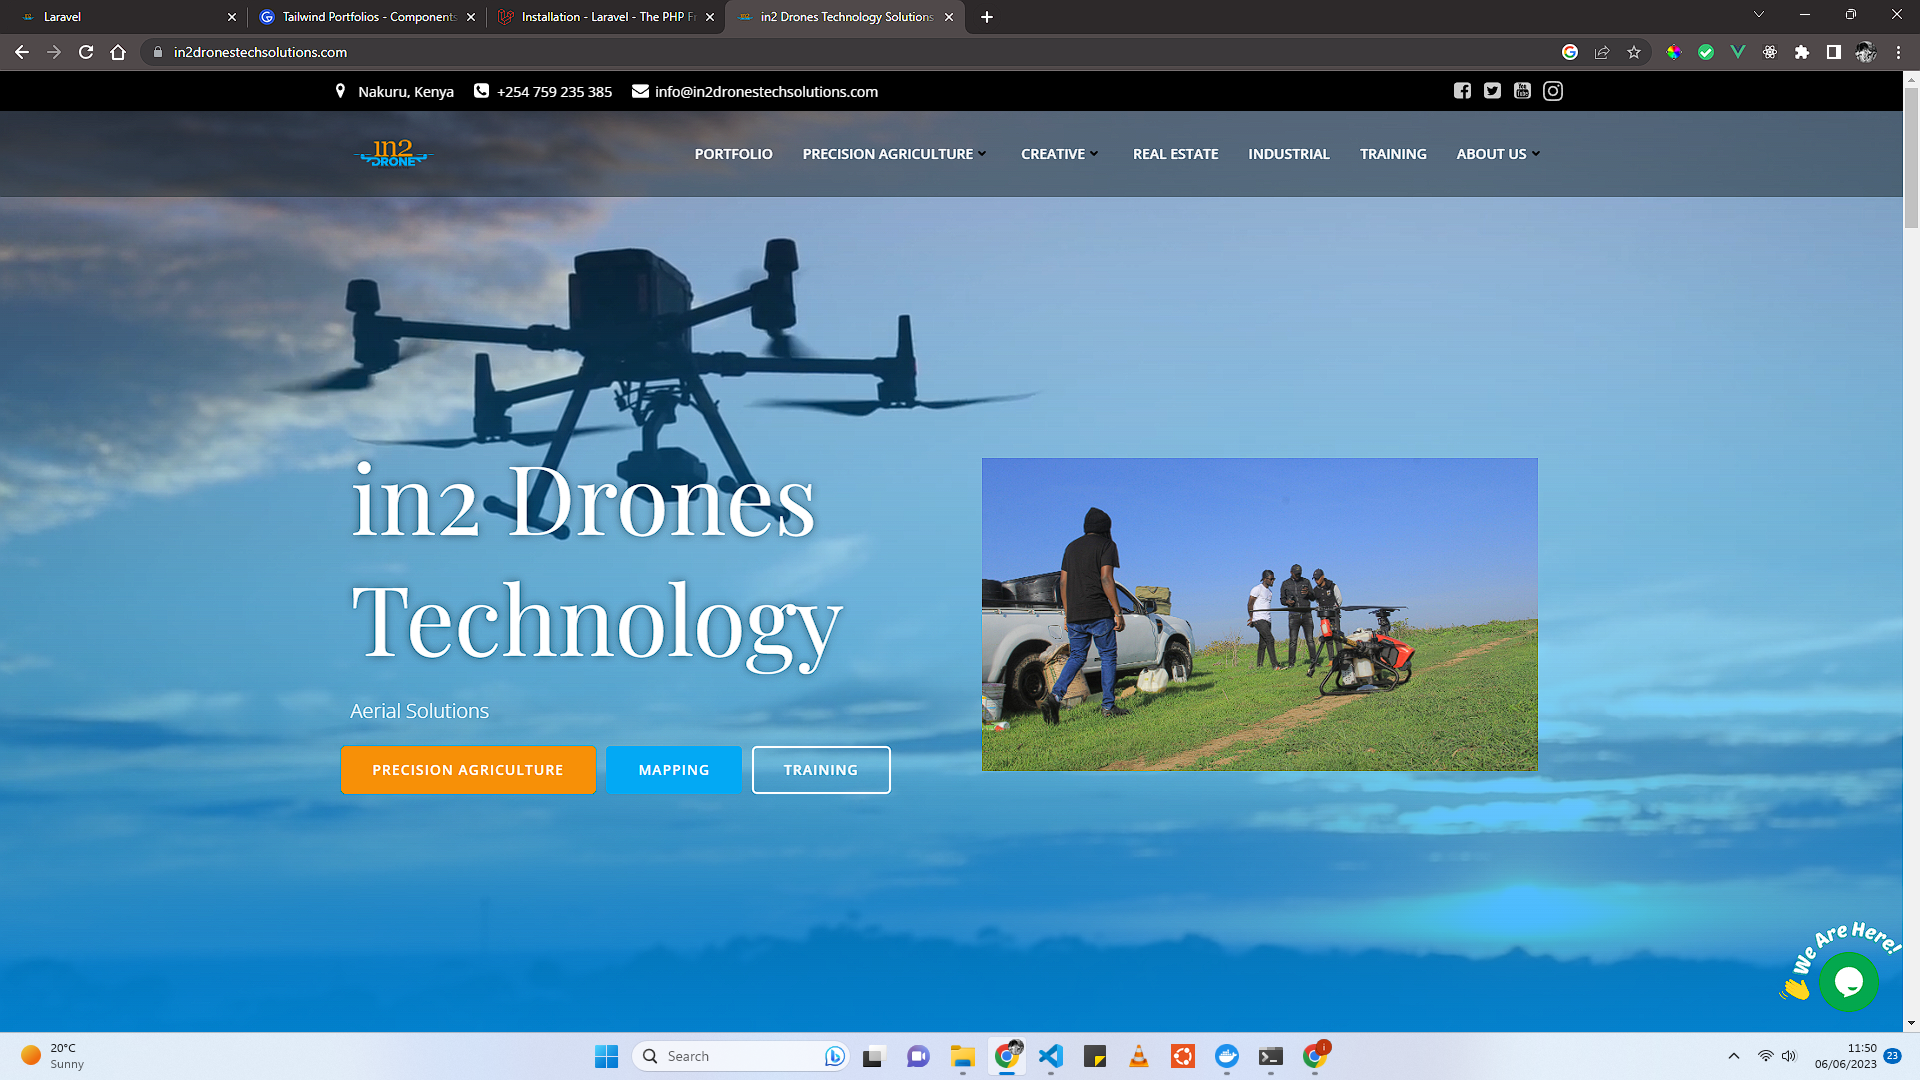 Laravel
Tailwind Portfolios - Components
Installation - Laravel - The PHP Fr
in2 Drones Technology Solutions
in2dronestechsolutions.com
Nakuru, Kenya
+254 759 235 385
info@in2dronestechsolutions.com
in2
DRONE
PORTFOLIO
PRECISION AGRICULTURE
CREATIVE
REAL ESTATE
INDUSTRIAL
TRAINING
ABOUT US
in2 Drones
Technology
Aerial Solutions
PRECISION AGRICULTURE
MAPPING
TRAINING
We Are Here!
20°C
Sunny
Search
11:50
06/06/2023
23